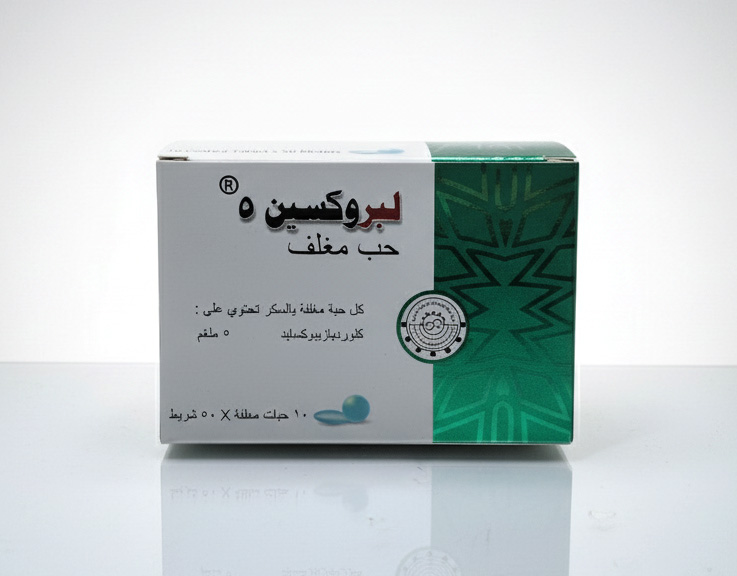 لبروكسين ٥ ®
حب مغلف
كل حبة مغلفة بالسكر تحتوي على :
كلورديازيبوكسايد ٥ ملغم
١٠ حبات مغلفة X ٥٠ شريط